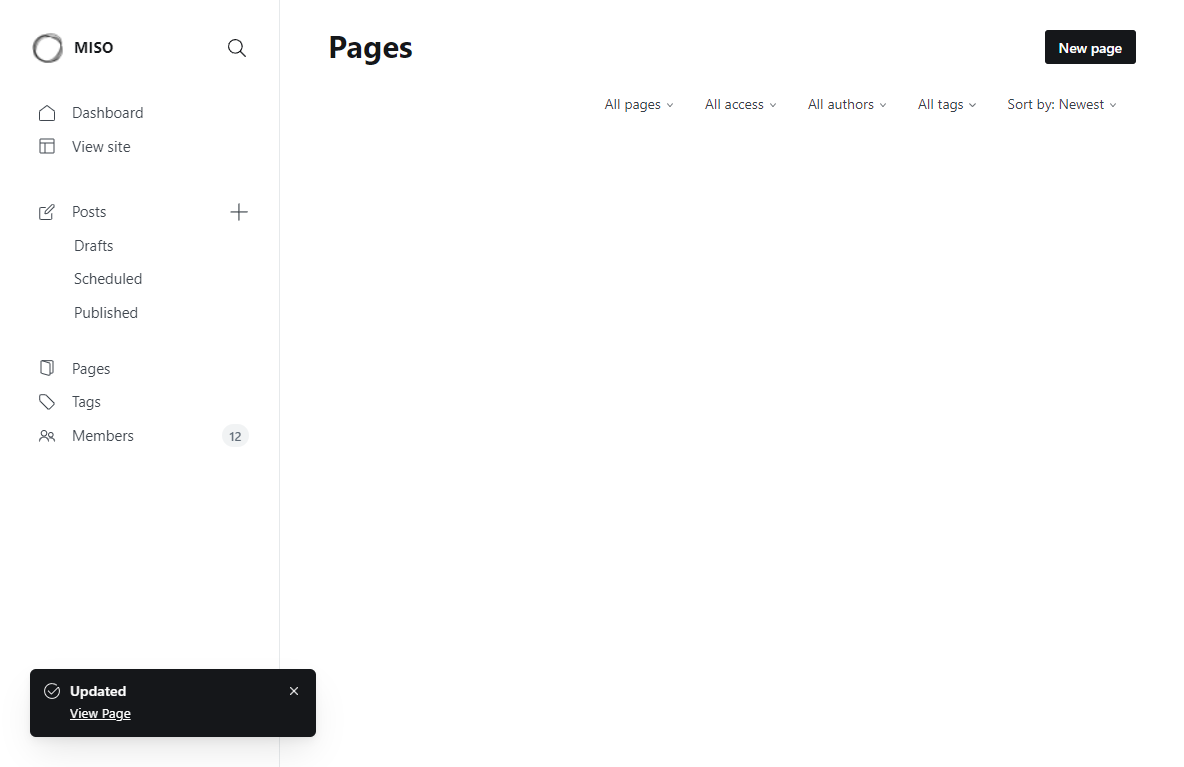 MISO
Dashboard
View site
Posts
Drafts
Scheduled
Published
Pages
Tags
Members 12
Pages
New page
All pages All access All authors All tags Sort by: Newest
Updated
View Page